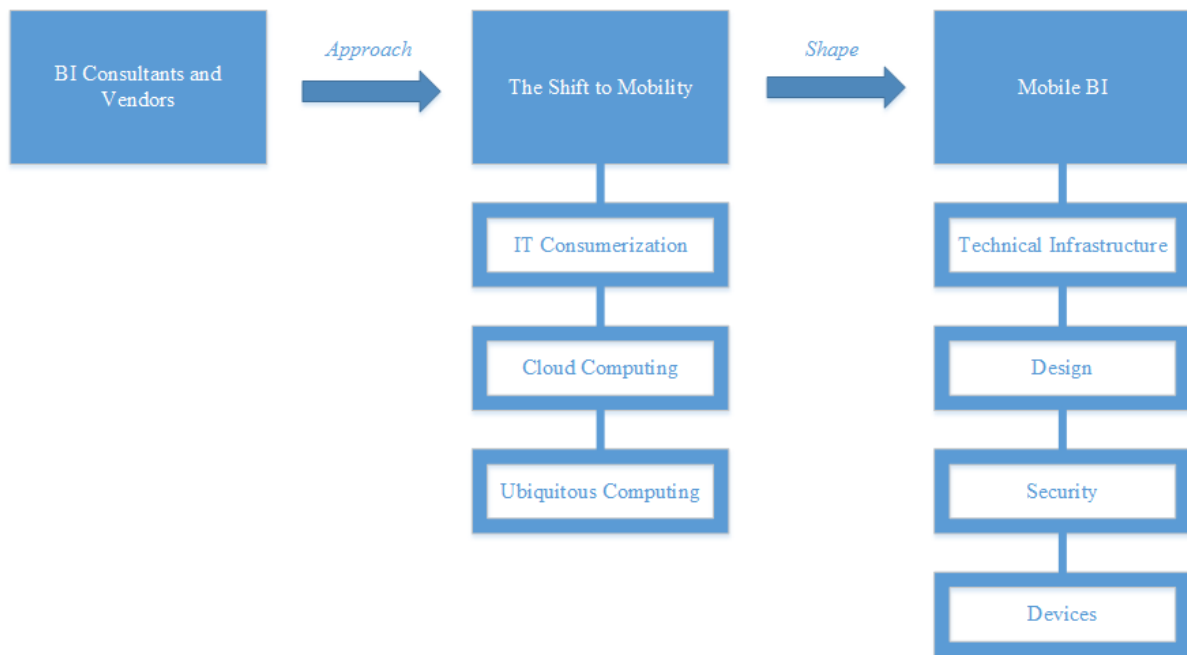 BI Consultants and
Vendors
Approach
The Shift to Mobility
Shape
Mobile BI
IT Consumerization
Cloud Computing
Ubiquitous Computing
Technical Infrastructure
Design
Security
Devices